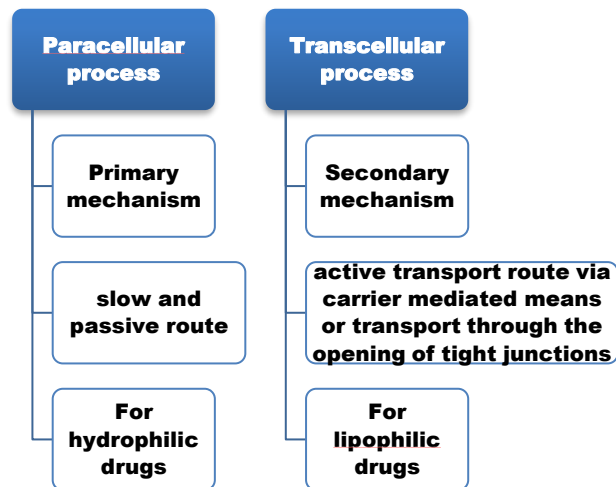 Paracellular
process
Primary
mechanism
slow and
passive route
For
hydrophilic
drugs
Transcellular
process
Secondary
mechanism
active transport route via
carrier mediated means
or transport through the
opening of tight junctions
For
lipophilic
drugs